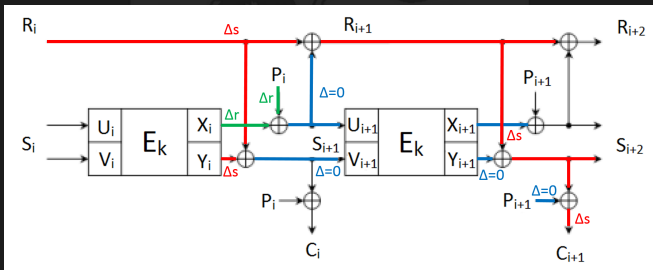 Ri Δs Ri+1 Ri+2
Pi Pi+1
Δr Δ=0
Δr
Ui Ek Xi Ui+1 Ek Xi+1 Δs
Si Si+1 Si+2
Vi Yi Vi+1 Yi+1
Δs Δ=0 Δ=0
Pi Pi+1 Δ=0
Δs
Ci Ci+1